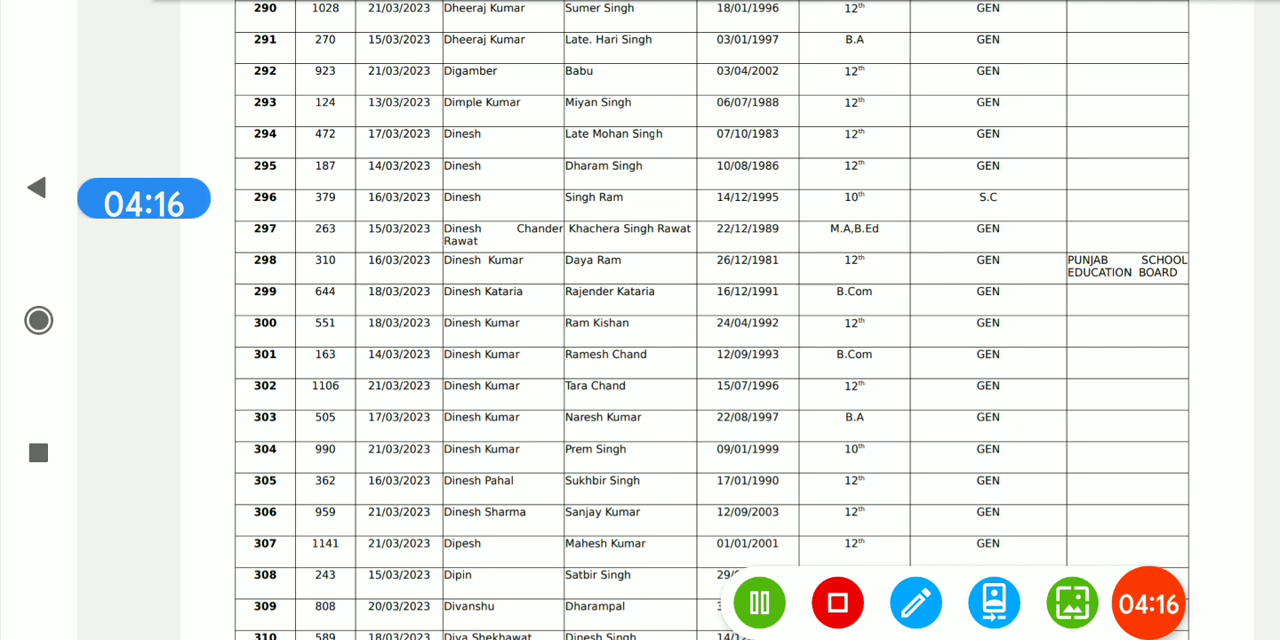 290 1028 21/03/2023 Dheeraj Kumar Sumer Singh 18/01/1996 12th GEN
291 270 15/03/2023 Dheeraj Kumar Late. Hari Singh 03/01/1997 B.A GEN
292 923 21/03/2023 Digamber Babu 03/04/2002 12th GEN
293 124 13/03/2023 Dimple Kumar Miyan Singh 06/07/1988 12th GEN
294 472 17/03/2023 Dinesh Late Mohan Singh 07/10/1983 12th GEN
295 187 14/03/2023 Dinesh Dharam Singh 10/08/1986 12th GEN
04:16
296 379 16/03/2023 Dinesh Singh Ram 14/12/1995 10th S.C
297 263 15/03/2023 Dinesh Chander Khachera Singh Rawat 22/12/1989 M.A,B.Ed GEN
Rawat
298 310 16/03/2023 Dinesh Kumar Daya Ram 26/12/1981 12th GEN PUNJAB SCHOOL
EDUCATION BOARD
299 644 18/03/2023 Dinesh Kataria Rajender Kataria 16/12/1991 B.Com GEN
300 551 18/03/2023 Dinesh Kumar Ram Kishan 24/04/1992 12th GEN
301 163 14/03/2023 Dinesh Kumar Ramesh Chand 12/09/1993 B.Com GEN
302 1106 21/03/2023 Dinesh Kumar Tara Chand 15/07/1996 12th GEN
303 505 17/03/2023 Dinesh Kumar Naresh Kumar 22/08/1997 B.A GEN
304 990 21/03/2023 Dinesh Kumar Prem Singh 09/01/1999 10th GEN
305 362 16/03/2023 Dinesh Pahal Sukhbir Singh 17/01/1990 12th GEN
306 959 21/03/2023 Dinesh Sharma Sanjay Kumar 12/09/2003 12th GEN
307 1141 21/03/2023 Dipesh Mahesh Kumar 01/01/2001 12th GEN
308 243 15/03/2023 Dipin Satbir Singh
309 808 20/03/2023 Divanshu Dharampal
04:16
310 589 18/03/2023 Diva Shekhawat Dinesh Singh